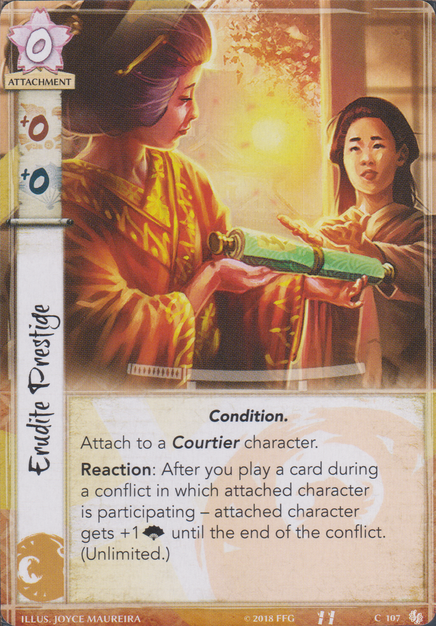 0
ATTACHMENT
+0
+0
Erudite Prestige
Condition.
Attach to a Courtier character.
Reaction: After you play a card during
a conflict in which attached character
is participating – attached character
gets +1 until the end of the conflict.
(Unlimited.)
ILLUS. JOYCE MAUREIRA
© 2018 FFG
C 107